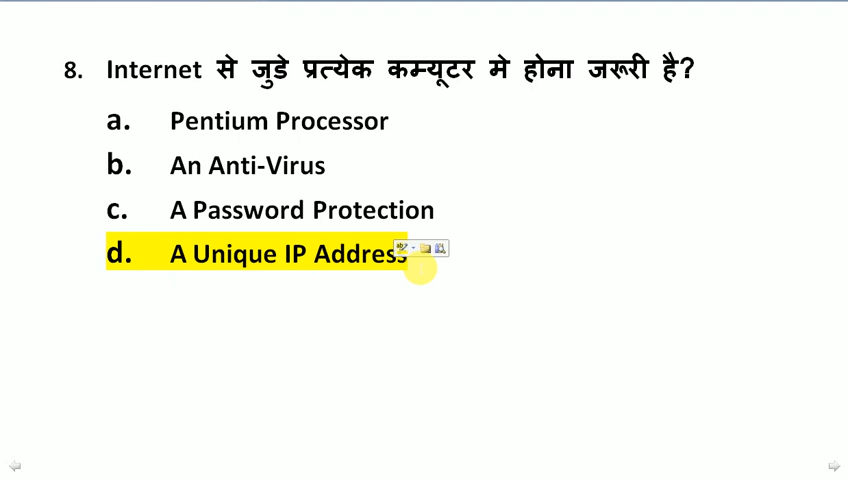 8. Internet से जुडे प्रत्येक कम्यूटर मे होना जरूरी है?
a. Pentium Processor
b. An Anti-Virus
c. A Password Protection
d. A Unique IP Address